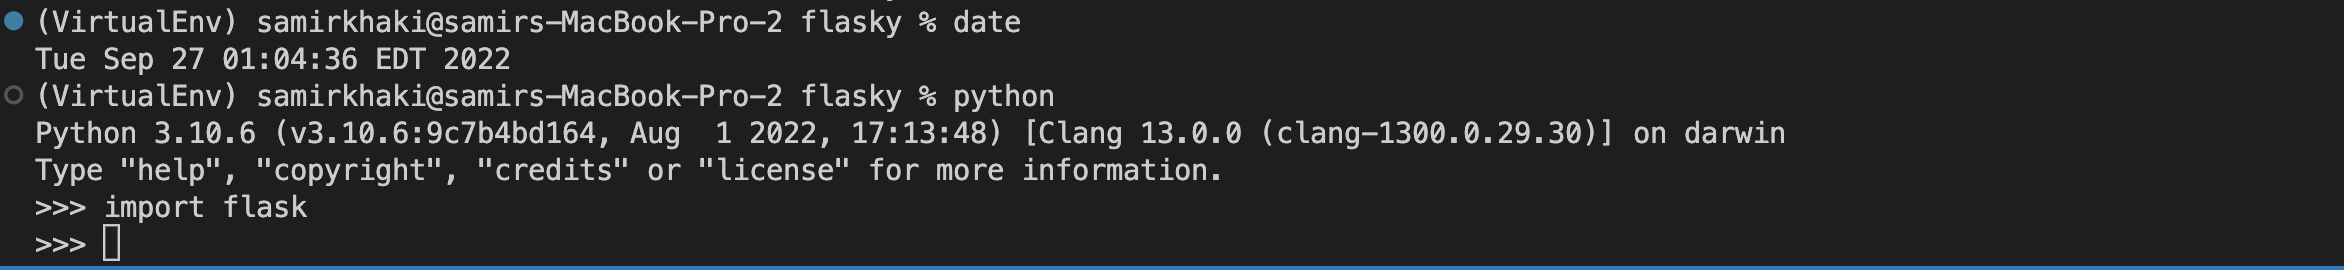 (VirtualEnv) samirkhaki@samirs-MacBook-Pro-2 flasky % date
Tue Sep 27 01:04:36 EDT 2022
(VirtualEnv) samirkhaki@samirs-MacBook-Pro-2 flasky % python
Python 3.10.6 (v3.10.6:9c7b4bd164, Aug  1 2022, 17:13:48) [Clang 13.0.0 (clang-1300.0.29.30)] on darwin
Type "help", "copyright", "credits" or "license" for more information.
>>> import flask
>>>